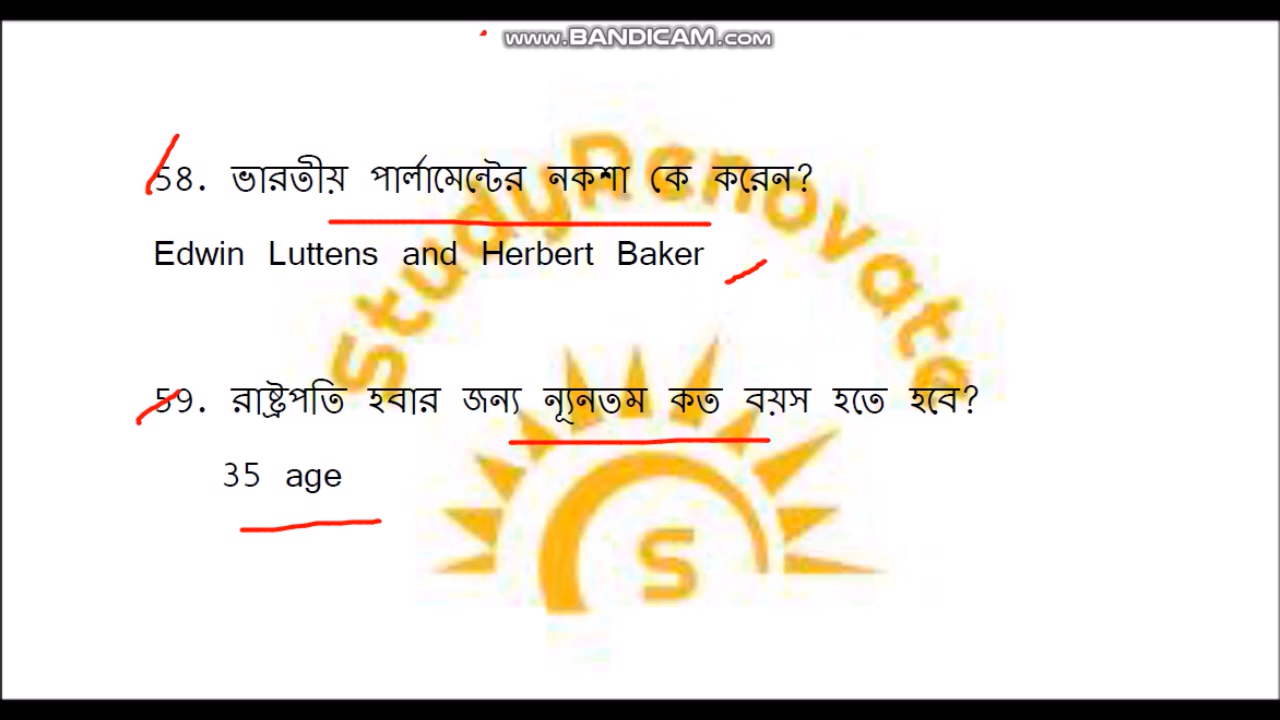 www.BANDICAM.com
58. ভারতীয় পার্লামেন্টের নকশা কে করেন?
Edwin Luttens and Herbert Baker
59. রাষ্ট্রপতি হবার জন্য ন্যূনতম কত বয়স হতে হবে?
35 age
StudyRenovate
S